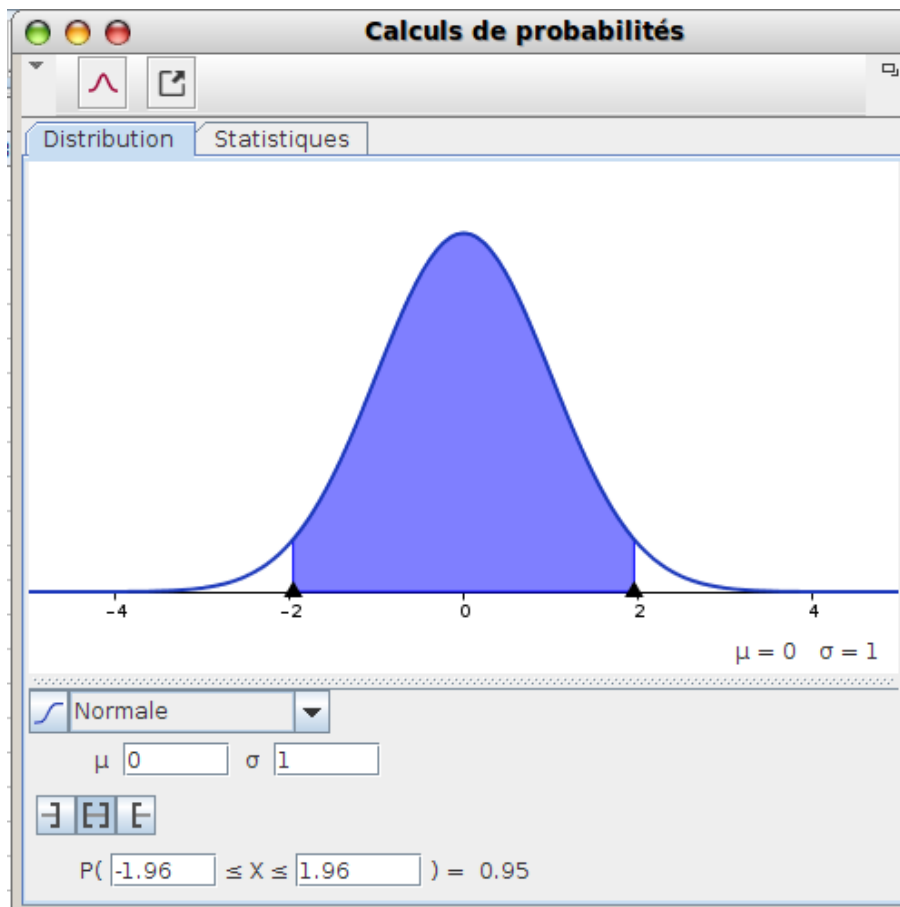 Calculs de probabilités
Distribution Statistiques
-4 -2 0 2 4
μ = 0 σ = 1
Normale
μ 0 σ 1
P( -1.96 ≤ X ≤ 1.96 ) = 0.95